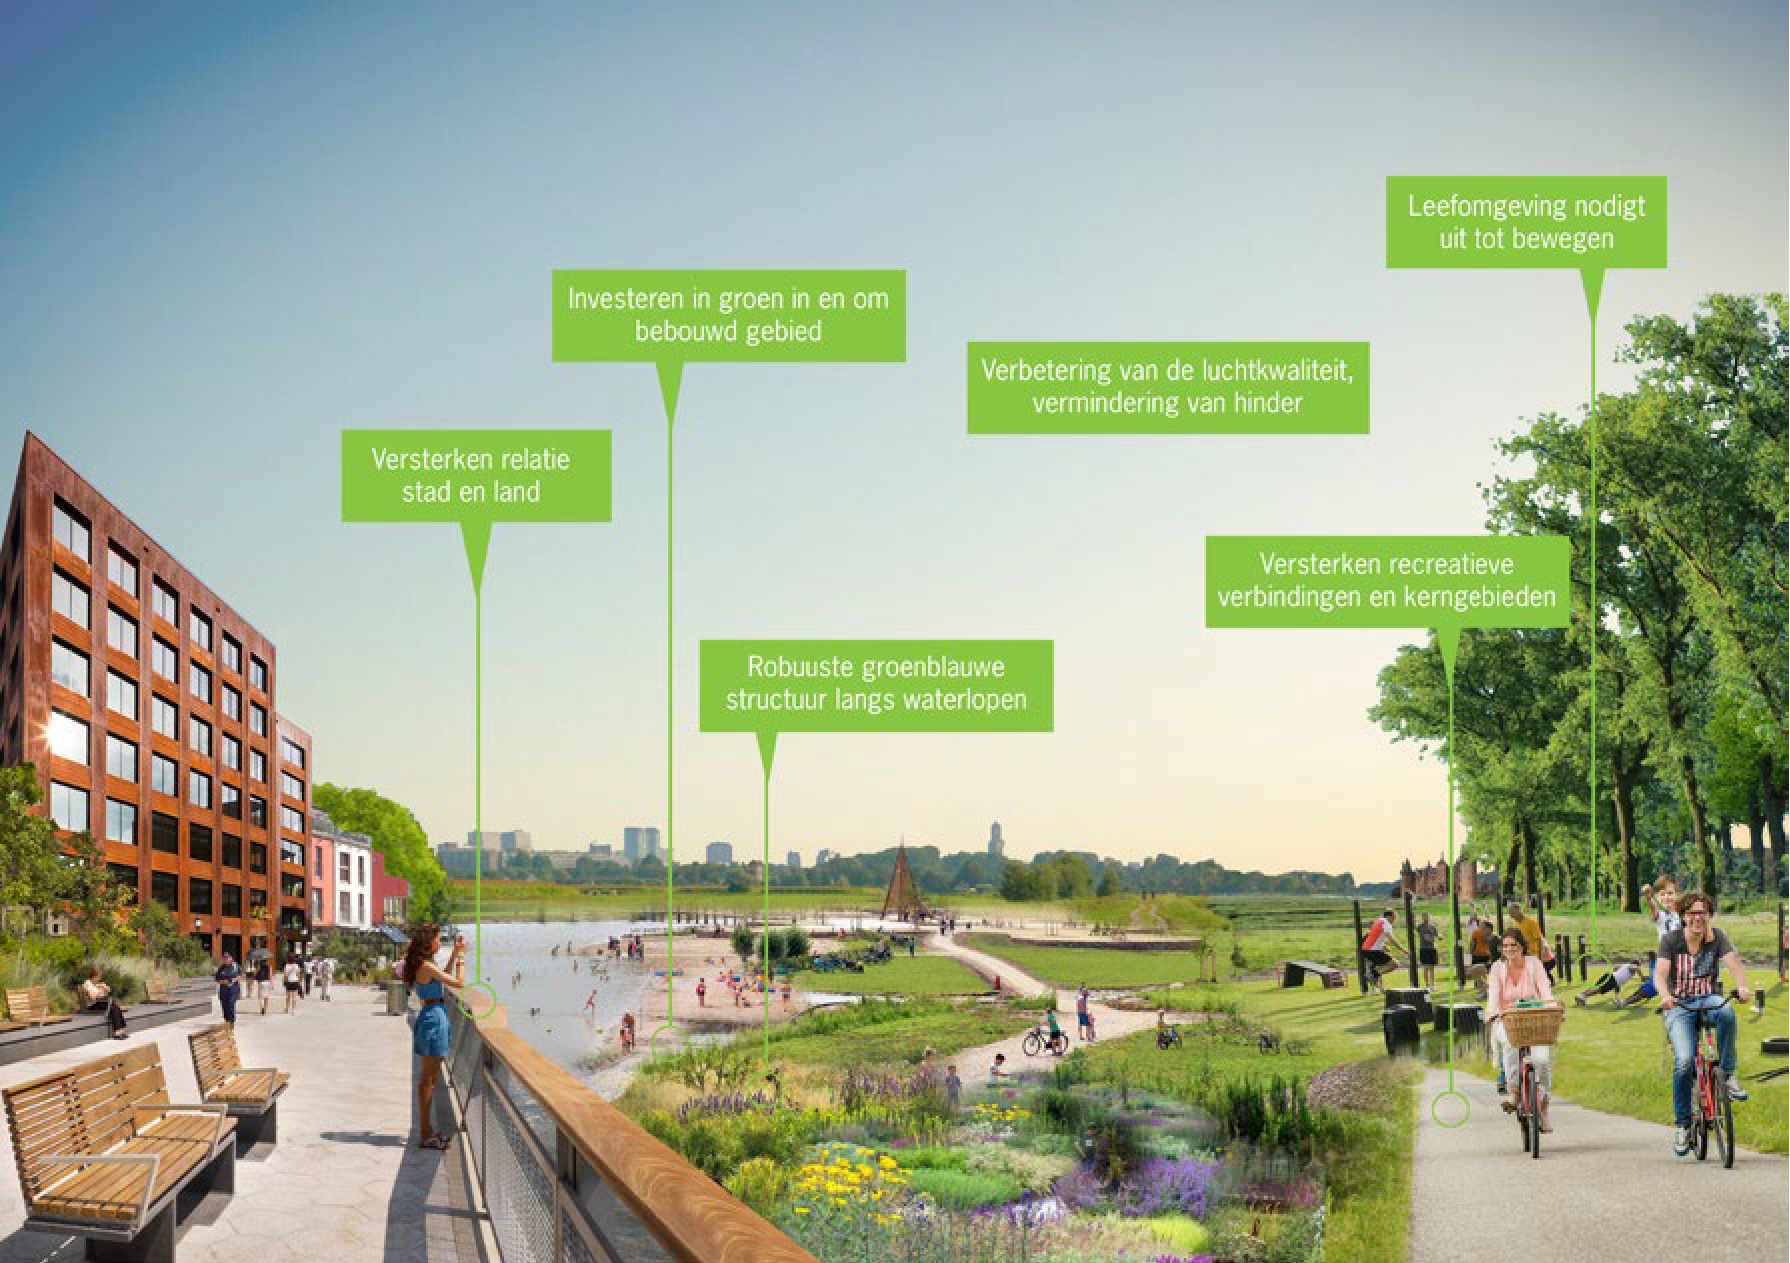 Leefomgeving nodigt
uit tot bewegen
Investeren in groen in en om
bebouwd gebied
Verbetering van de luchtkwaliteit,
vermindering van hinder
Versterken relatie
stad en land
Versterken recreatieve
verbindingen en kerngebieden
Robuuste groenblauwe
structuur langs waterlopen